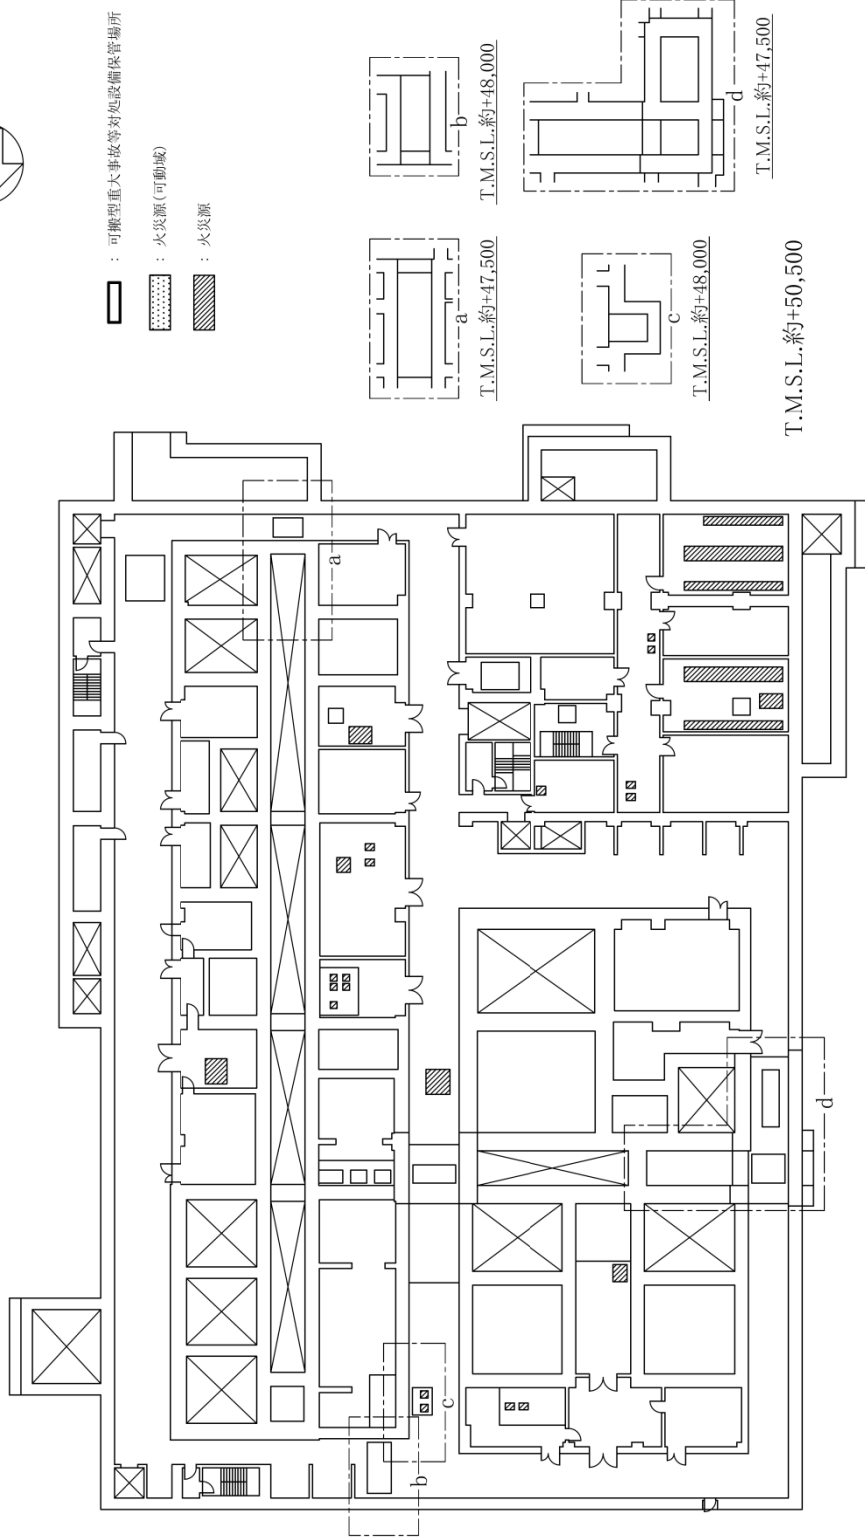 ：可搬型重大事故等対処設備保管場所
：火災源(可動域)
：火災源
a
T.M.S.L.約+47,500
b
T.M.S.L.約+48,000
c
T.M.S.L.約+48,000
d
T.M.S.L.約+47,500
T.M.S.L.約+50,500
a
b
c
d